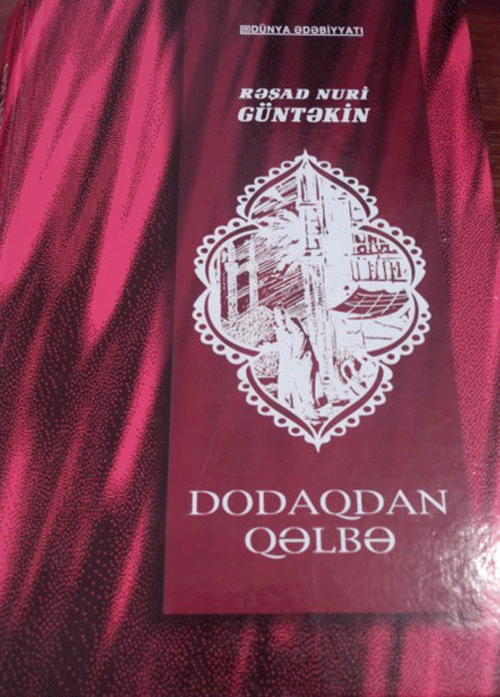 DÜNYA ƏDƏBİYYATI
RƏŞAD NURİ
GÜNTƏKİN
DODAQDAN
QƏLBƏ